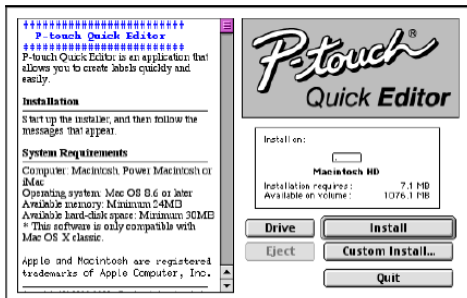 ########################
P-touch Quick Editor
########################
P-touch Quick Editor is an application that
allows you to create labels quickly and
easily.
Installation
Start up the installer, and then follow the
messages that appear.
System Requirements
Computer: Macintosh, Power Macintosh or
iMac
Operating system: Mac OS 8.6 or later
Available memory: Minimum 24MB
Available hard-disk space: Minimum 30MB
* This software is only compatible with
Mac OS X classic.
Apple and Macintosh are registered
trademarks of Apple Computer, Inc.
P-touch®
Quick Editor
Install on:
Macintosh HD
Installation requires: 7.1 MB
Available on volume: 1076.1 MB
Drive
Install
Eject
Custom Install...
Quit